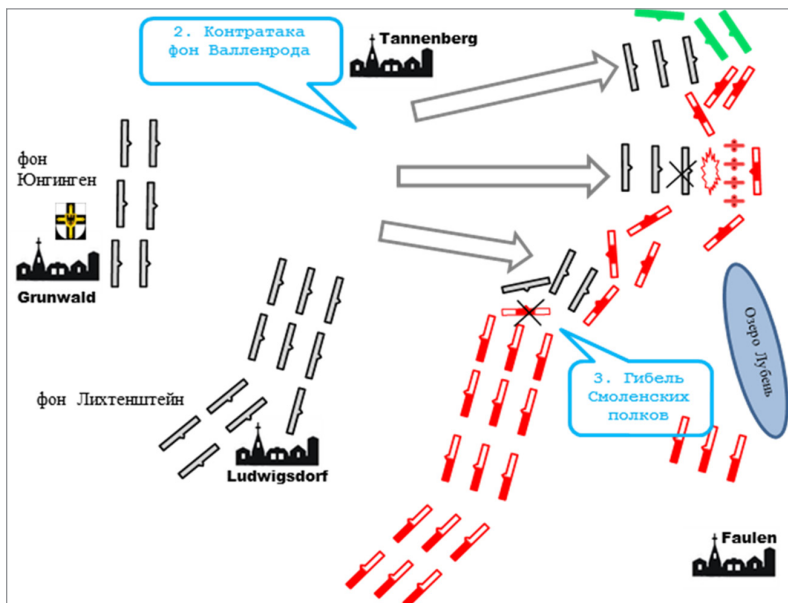 2. Контратака
фон Валленрода
Tannenberg
фон
Юнгинген
Grunwald
Озеро Лубень
3. Гибель
Смоленских
полков
фон Лихтенштейн
Ludwigsdorf
Faulen